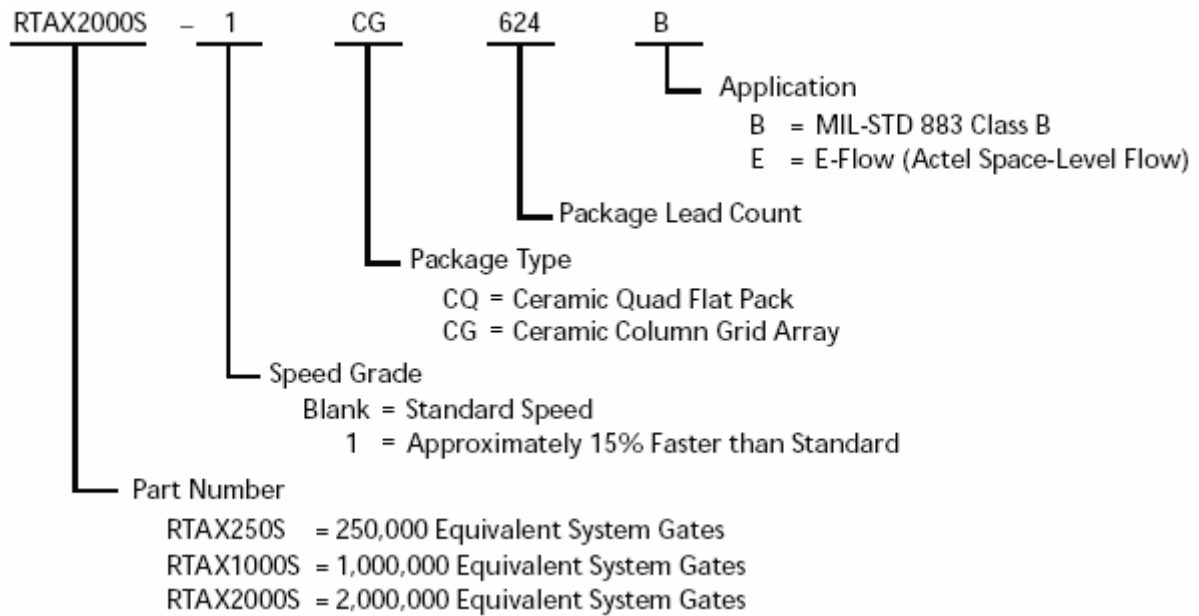 RTAX2000S – 1 CG 624 B
Application
B = MIL-STD 883 Class B
E = E-Flow (Actel Space-Level Flow)
Package Lead Count
Package Type
CQ = Ceramic Quad Flat Pack
CG = Ceramic Column Grid Array
Speed Grade
Blank = Standard Speed
1 = Approximately 15% Faster than Standard
Part Number
RTAX250S = 250,000 Equivalent System Gates
RTAX1000S = 1,000,000 Equivalent System Gates
RTAX2000S = 2,000,000 Equivalent System Gates